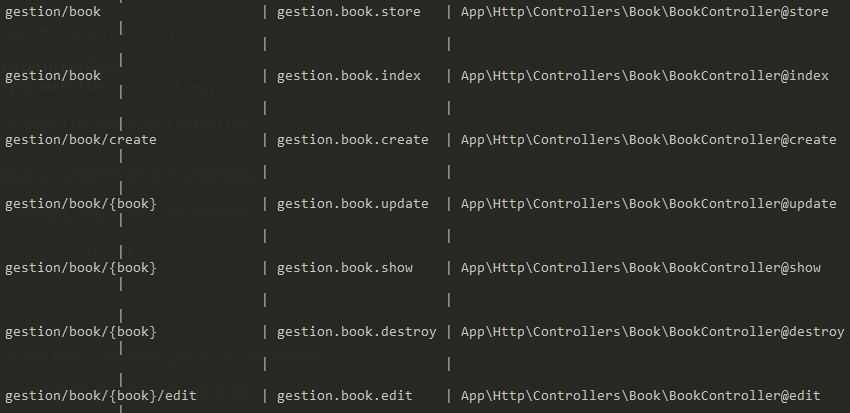 gestion/book | gestion.book.store | App\Http\Controllers\Book\BookController@store
|
| |
|
gestion/book | gestion.book.index | App\Http\Controllers\Book\BookController@index
|
| |
|
gestion/book/create | gestion.book.create | App\Http\Controllers\Book\BookController@create
|
| |
|
gestion/book/{book} | gestion.book.update | App\Http\Controllers\Book\BookController@update
|
| |
|
gestion/book/{book} | gestion.book.show | App\Http\Controllers\Book\BookController@show
|
| |
|
gestion/book/{book} | gestion.book.destroy | App\Http\Controllers\Book\BookController@destroy
|
| |
|
gestion/book/{book}/edit | gestion.book.edit | App\Http\Controllers\Book\BookController@edit
|